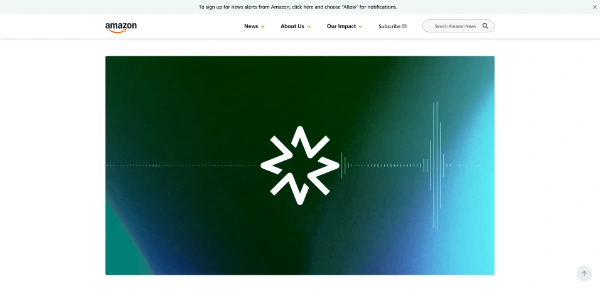 To sign up for news alerts from Amazon, click here and choose "Allow" for notifications.
amazon News About Us Our Impact Subscribe Search Amazon News